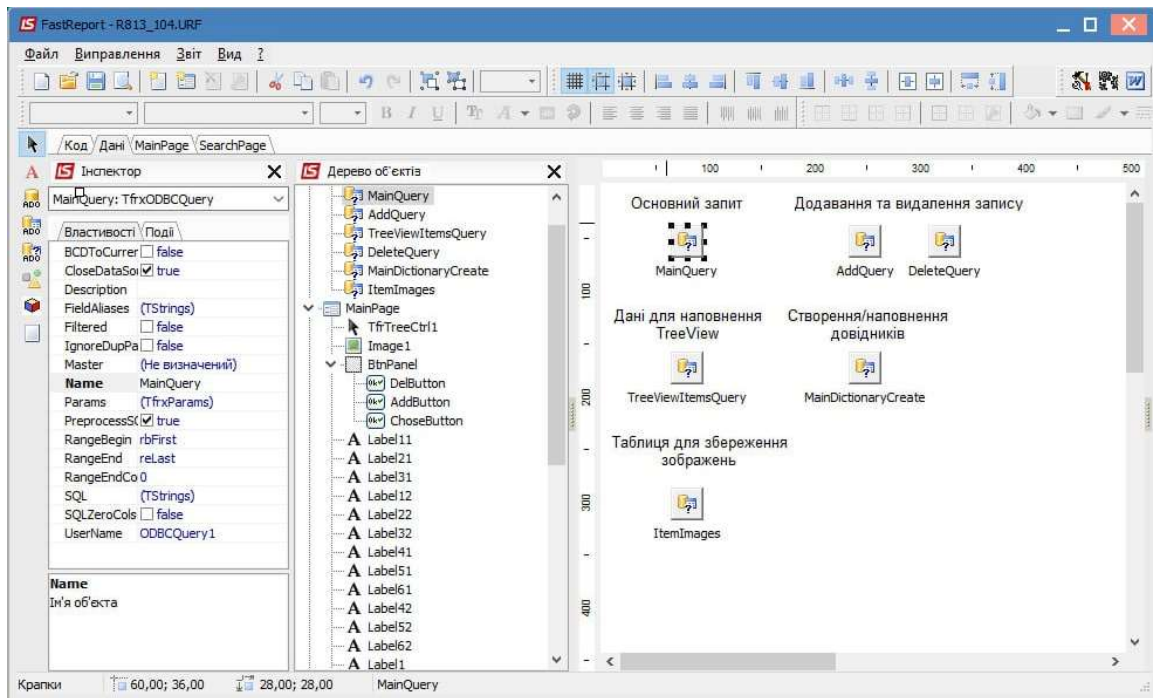 FastReport - R813_104.URF
Файл Виправлення Звіт Вид ?
B I U
Код Дані MainPage SearchPage
Інспектор
MainQuery: TfrxODBCQuery
Властивості Події
BCDToCurrer false
CloseDataSou true
Description
FieldAliases (TStrings)
Filtered false
IgnoreDupPa false
Master (Не визначений)
Name MainQuery
Params (TfrxParams)
PreprocessS true
RangeBegin rbFirst
RangeEnd reLast
RangeEndCo 0
SQL (TStrings)
SQLZeroCols false
UserName ODBCQuery1
Name
Ім'я об'єкта
Дерево об'єктів
MainQuery
AddQuery
TreeViewItemsQuery
DeleteQuery
MainDictionaryCreate
ItemImages
MainPage
TfrTreeCtrl1
Image1
BtnPanel
DelButton
AddButton
ChoseButton
A Label11
A Label21
A Label31
A Label12
A Label22
A Label32
A Label41
A Label51
A Label61
A Label42
A Label52
A Label62
A Label1
100 200 300 400 500
100
200
300
400
Основний запит
MainQuery
Додавання та видалення запису
AddQuery DeleteQuery
Дані для наповнення
TreeView
TreeViewItemsQuery
Створення/наповнення
довідників
MainDictionaryCreate
Таблиця для збереження
зображень
ItemImages
Крапки 60,00; 36,00 28,00; 28,00 MainQuery